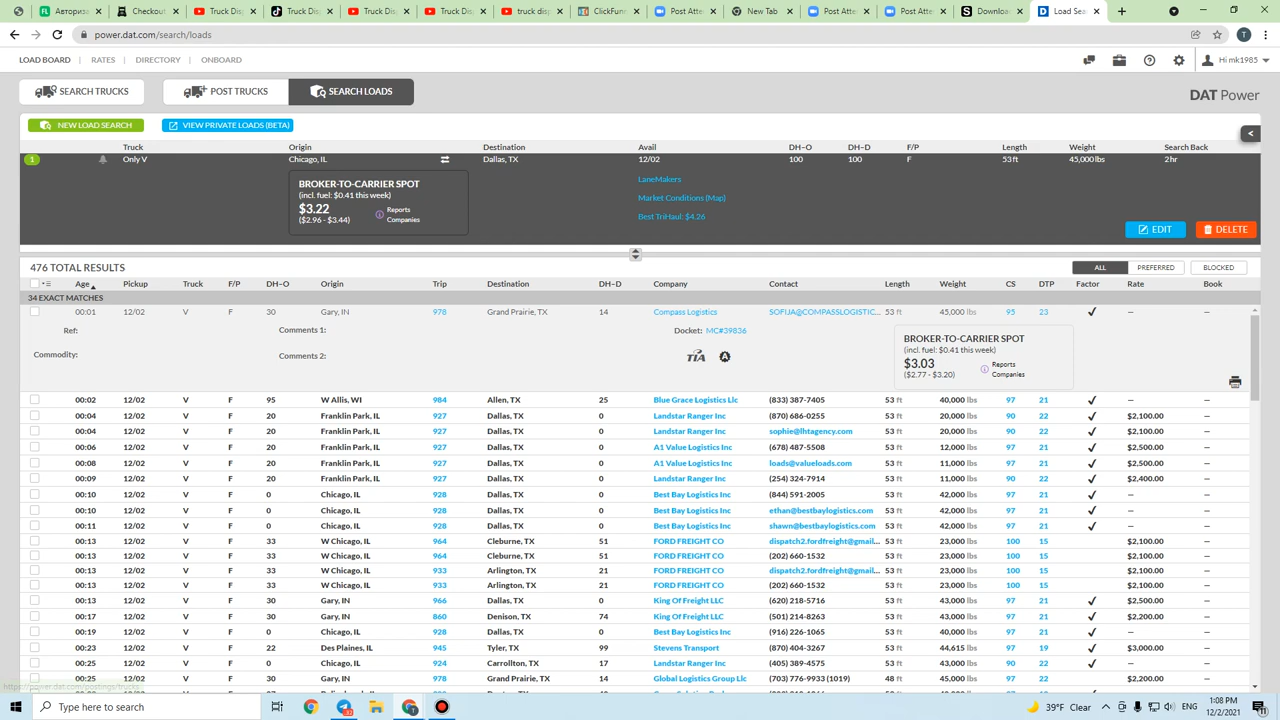 Aeropвsв
Checkout
Truck Disp
Truck Disp
Truck Disp
Truck Disp
truck disp
ClickFunn
Post Atte
New Tab
Post Atte
Post Atte
Download
Load Sea
power.dat.com/search/loads
T
LOAD BOARD RATES DIRECTORY ONBOARD
Hi mk1985
SEARCH TRUCKS POST TRUCKS SEARCH LOADS
DAT Power
NEW LOAD SEARCH VIEW PRIVATE LOADS (BETA)
<
Truck Origin Destination Avail DH–O DH–D F/P Length Weight Search Back
1 Only V Chicago, IL Dallas, TX 12/02 100 100 F 53 ft 45,000 lbs 2hr
BROKER-TO-CARRIER SPOT
(incl. fuel: $0.41 this week)
$3.22
($2.96 - $3.44)
Reports
Companies
LaneMakers
Market Conditions (Map)
Best TriHaul: $4.26
EDIT DELETE
476 TOTAL RESULTS
ALL PREFERRED BLOCKED
Age Pickup Truck F/P DH–O Origin Trip Destination DH–D Company Contact Length Weight CS DTP Factor Rate Book
34 EXACT MATCHES
00:01 12/02 V F 30 Gary, IN 978 Grand Prairie, TX 14 Compass Logistics SOFIJA@COMPASSLOGISTIC... 53 ft 45,000 lbs 95 23 ✓ — —
Ref: Comments 1: Docket: MC#39836
Commodity: Comments 2:
TIA A
BROKER-TO-CARRIER SPOT
(incl. fuel: $0.41 this week)
$3.03
($2.77 - $3.20)
Reports
Companies
00:02 12/02 V F 95 W Allis, WI 984 Allen, TX 25 Blue Grace Logistics Llc (833) 387-7405 53 ft 40,000 lbs 97 21 ✓ — —
00:04 12/02 V F 20 Franklin Park, IL 927 Dallas, TX 0 Landstar Ranger Inc (870) 686-0255 53 ft 20,000 lbs 90 22 ✓ $2,100.00 —
00:04 12/02 V F 20 Franklin Park, IL 927 Dallas, TX 0 Landstar Ranger Inc sophie@lhtagency.com 53 ft 20,000 lbs 90 22 ✓ $2,100.00 —
00:06 12/02 V F 20 Franklin Park, IL 927 Dallas, TX 0 A1 Value Logistics Inc (678) 487-5508 53 ft 12,000 lbs 97 21 ✓ $2,500.00 —
00:08 12/02 V F 20 Franklin Park, IL 927 Dallas, TX 0 A1 Value Logistics Inc loads@valueloads.com 53 ft 11,000 lbs 97 21 ✓ $2,500.00 —
00:09 12/02 V F 20 Franklin Park, IL 927 Dallas, TX 0 Landstar Ranger Inc (254) 324-7914 53 ft 11,000 lbs 90 22 ✓ $2,400.00 —
00:10 12/02 V F 0 Chicago, IL 928 Dallas, TX 0 Best Bay Logistics Inc (844) 591-2005 53 ft 42,000 lbs 97 21 ✓ — —
00:10 12/02 V F 0 Chicago, IL 928 Dallas, TX 0 Best Bay Logistics Inc ethan@bestbaylogistics.com 53 ft 42,000 lbs 97 21 ✓ — —
00:11 12/02 V F 0 Chicago, IL 928 Dallas, TX 0 Best Bay Logistics Inc shawn@bestbaylogistics.com 53 ft 42,000 lbs 97 21 ✓ — —
00:13 12/02 V F 33 W Chicago, IL 964 Cleburne, TX 51 FORD FREIGHT CO dispatch2.fordfreight@gmail... 53 ft 23,000 lbs 100 15 $2,100.00 —
00:13 12/02 V F 33 W Chicago, IL 964 Cleburne, TX 51 FORD FREIGHT CO (202) 660-1532 53 ft 23,000 lbs 100 15 $2,100.00 —
00:13 12/02 V F 33 W Chicago, IL 933 Arlington, TX 21 FORD FREIGHT CO dispatch2.fordfreight@gmail... 53 ft 23,000 lbs 100 15 $2,100.00 —
00:13 12/02 V F 33 W Chicago, IL 933 Arlington, TX 21 FORD FREIGHT CO (202) 660-1532 53 ft 23,000 lbs 100 15 $2,100.00 —
00:13 12/02 V F 30 Gary, IN 966 Dallas, TX 0 King Of Freight LLC (620) 218-5716 53 ft 43,000 lbs 97 21 ✓ $2,500.00 —
00:17 12/02 V F 30 Gary, IN 860 Denison, TX 74 King Of Freight LLC (501) 214-8263 53 ft 43,000 lbs 97 21 ✓ $2,200.00 —
00:19 12/02 V F 0 Chicago, IL 928 Dallas, TX 0 Best Bay Logistics Inc (916) 226-1065 53 ft 42,000 lbs 97 21 ✓ — —
00:23 12/02 V F 22 Des Plaines, IL 945 Tyler, TX 99 Stevens Transport (870) 404-3267 53 ft 44,615 lbs 97 19 ✓ $3,000.00 —
00:25 12/02 V F 0 Chicago, IL 924 Carrollton, TX 17 Landstar Ranger Inc (405) 389-4575 53 ft 42,000 lbs 90 22 ✓ — —
00:25 12/02 V F 30 Gary, IN 978 Grand Prairie, TX 14 Global Logistics Group Llc (703) 776-9933 (1019) 48 ft 45,000 lbs 97 21 ✓ $2,200.00 —
https://power.dat.com/postings/trucks
Type here to search
39°F Clear
ENG
1:08 PM
12/2/2021